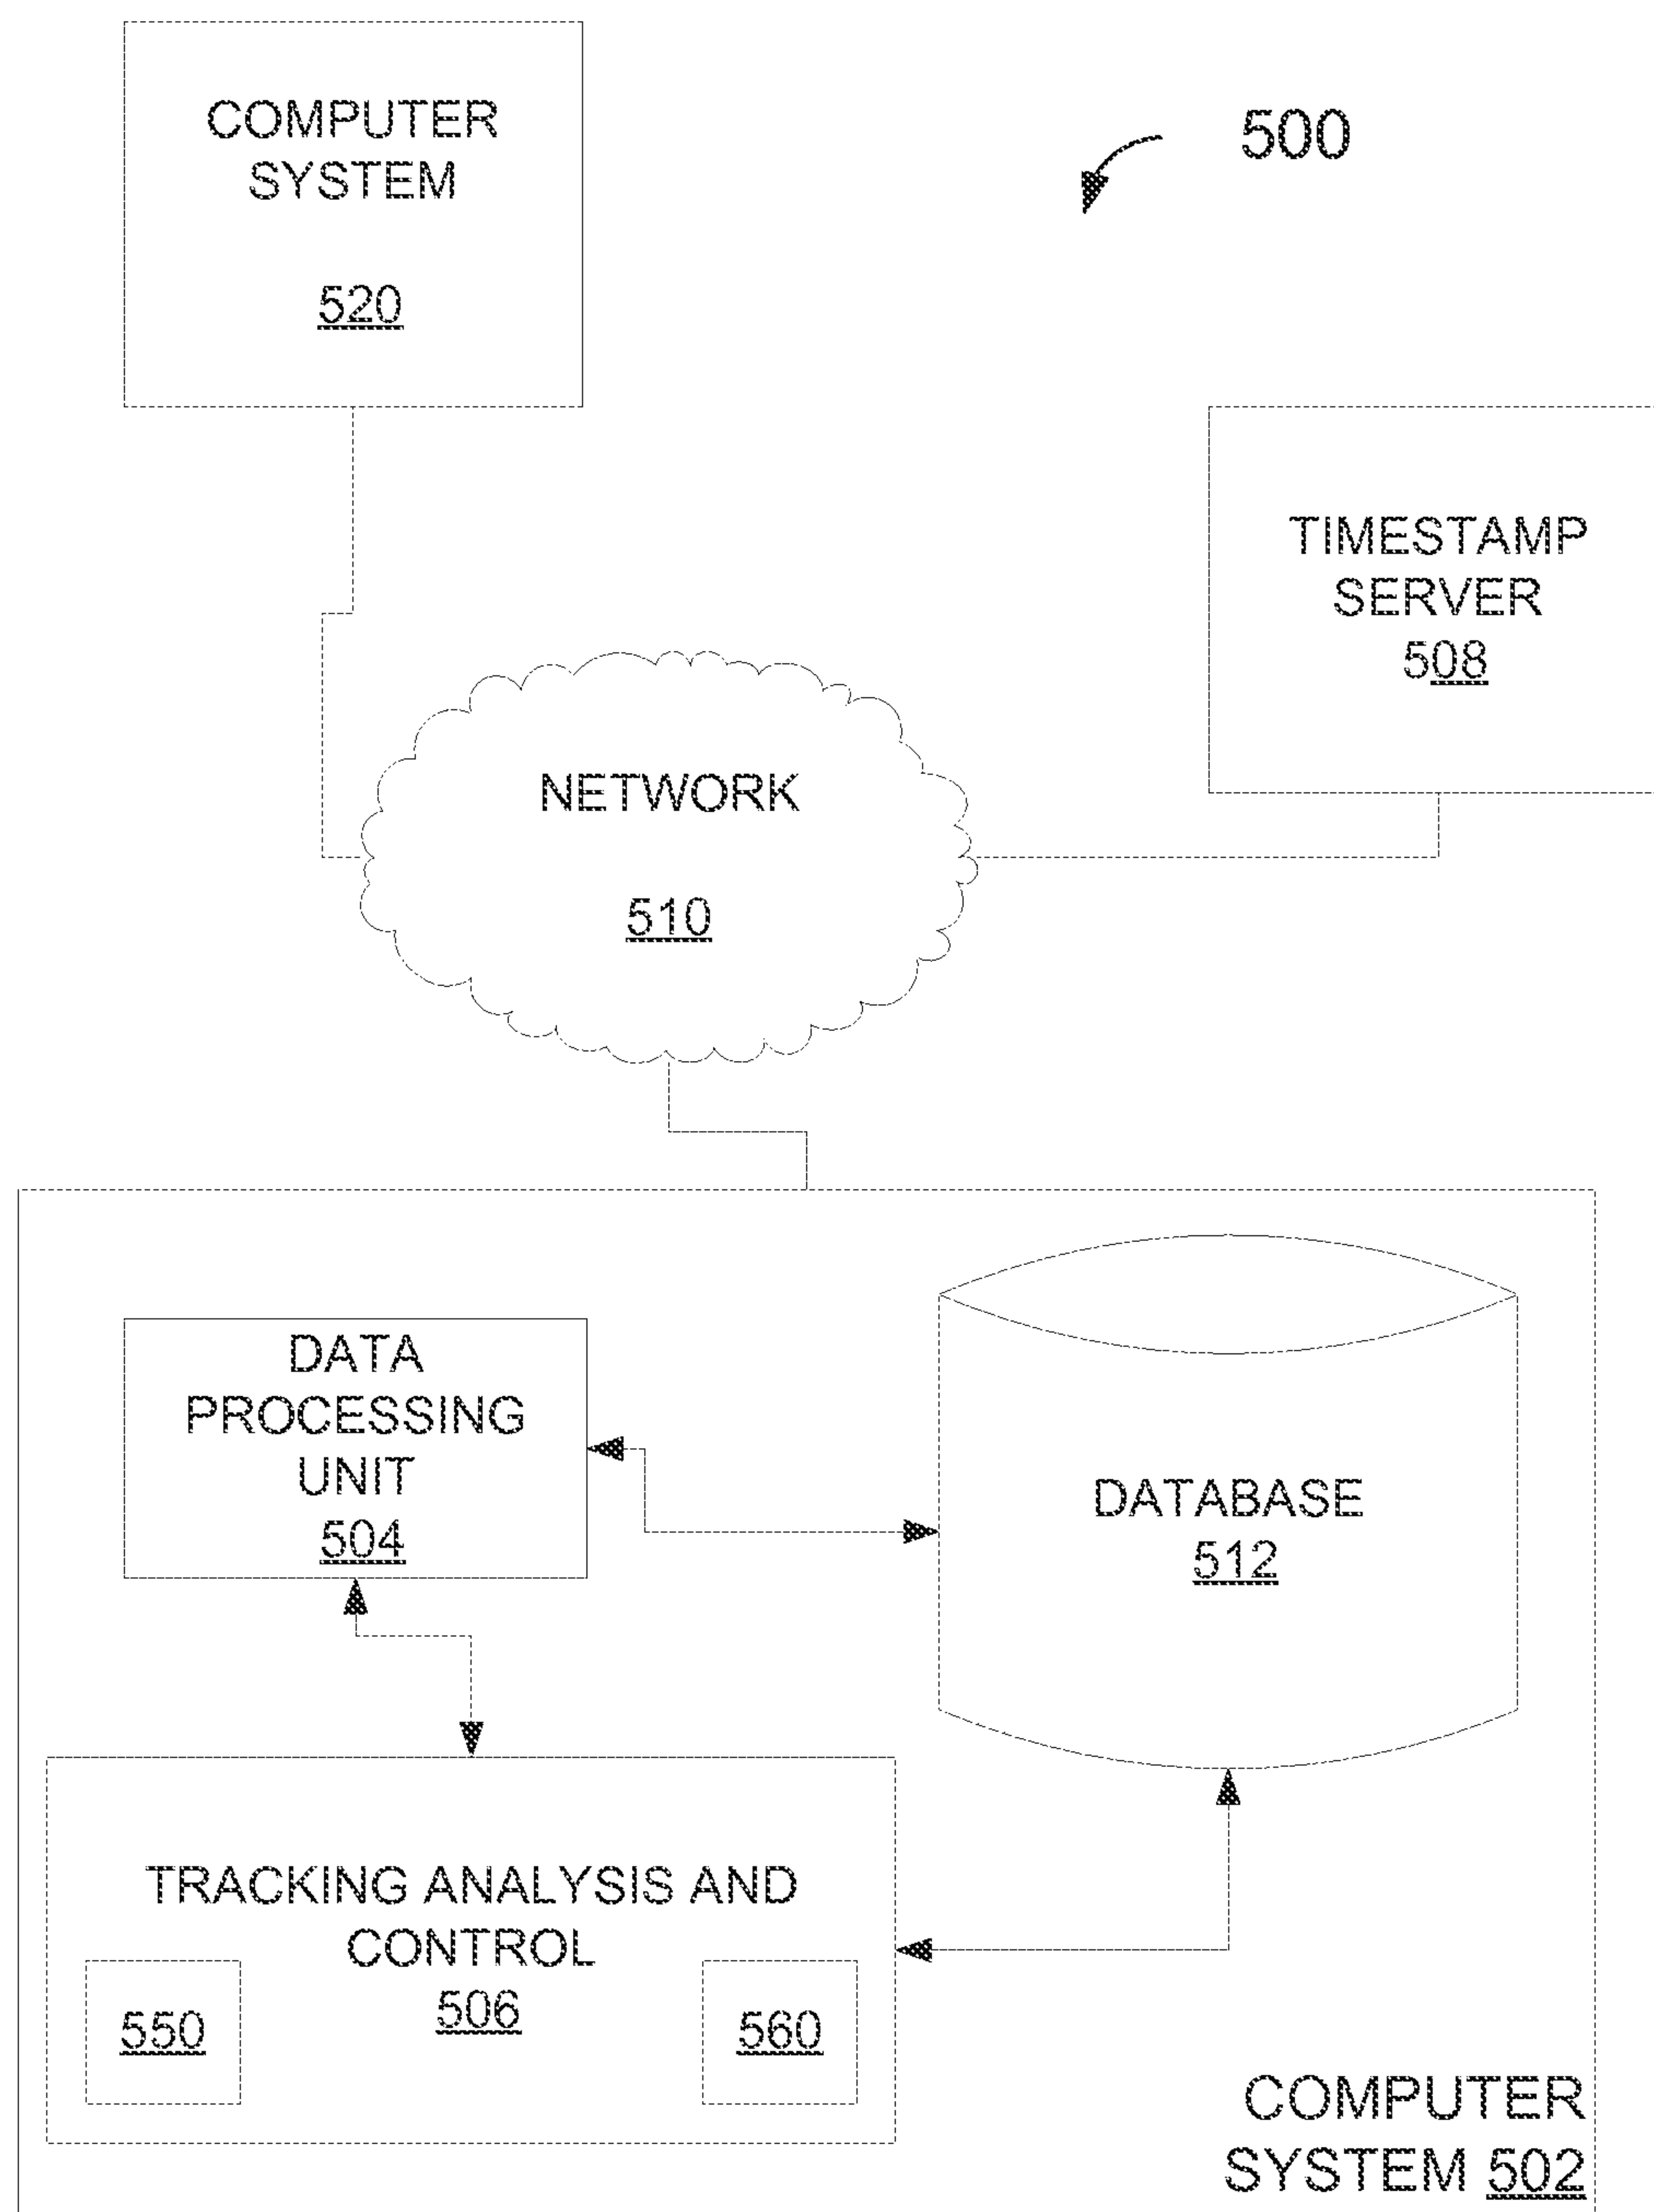 COMPUTER
SYSTEM
520
500
TIMESTAMP
SERVER
508
NETWORK
510
DATA
PROCESSING
UNIT
504
DATABASE
512
TRACKING ANALYSIS AND
CONTROL
506
550
560
COMPUTER
SYSTEM 502